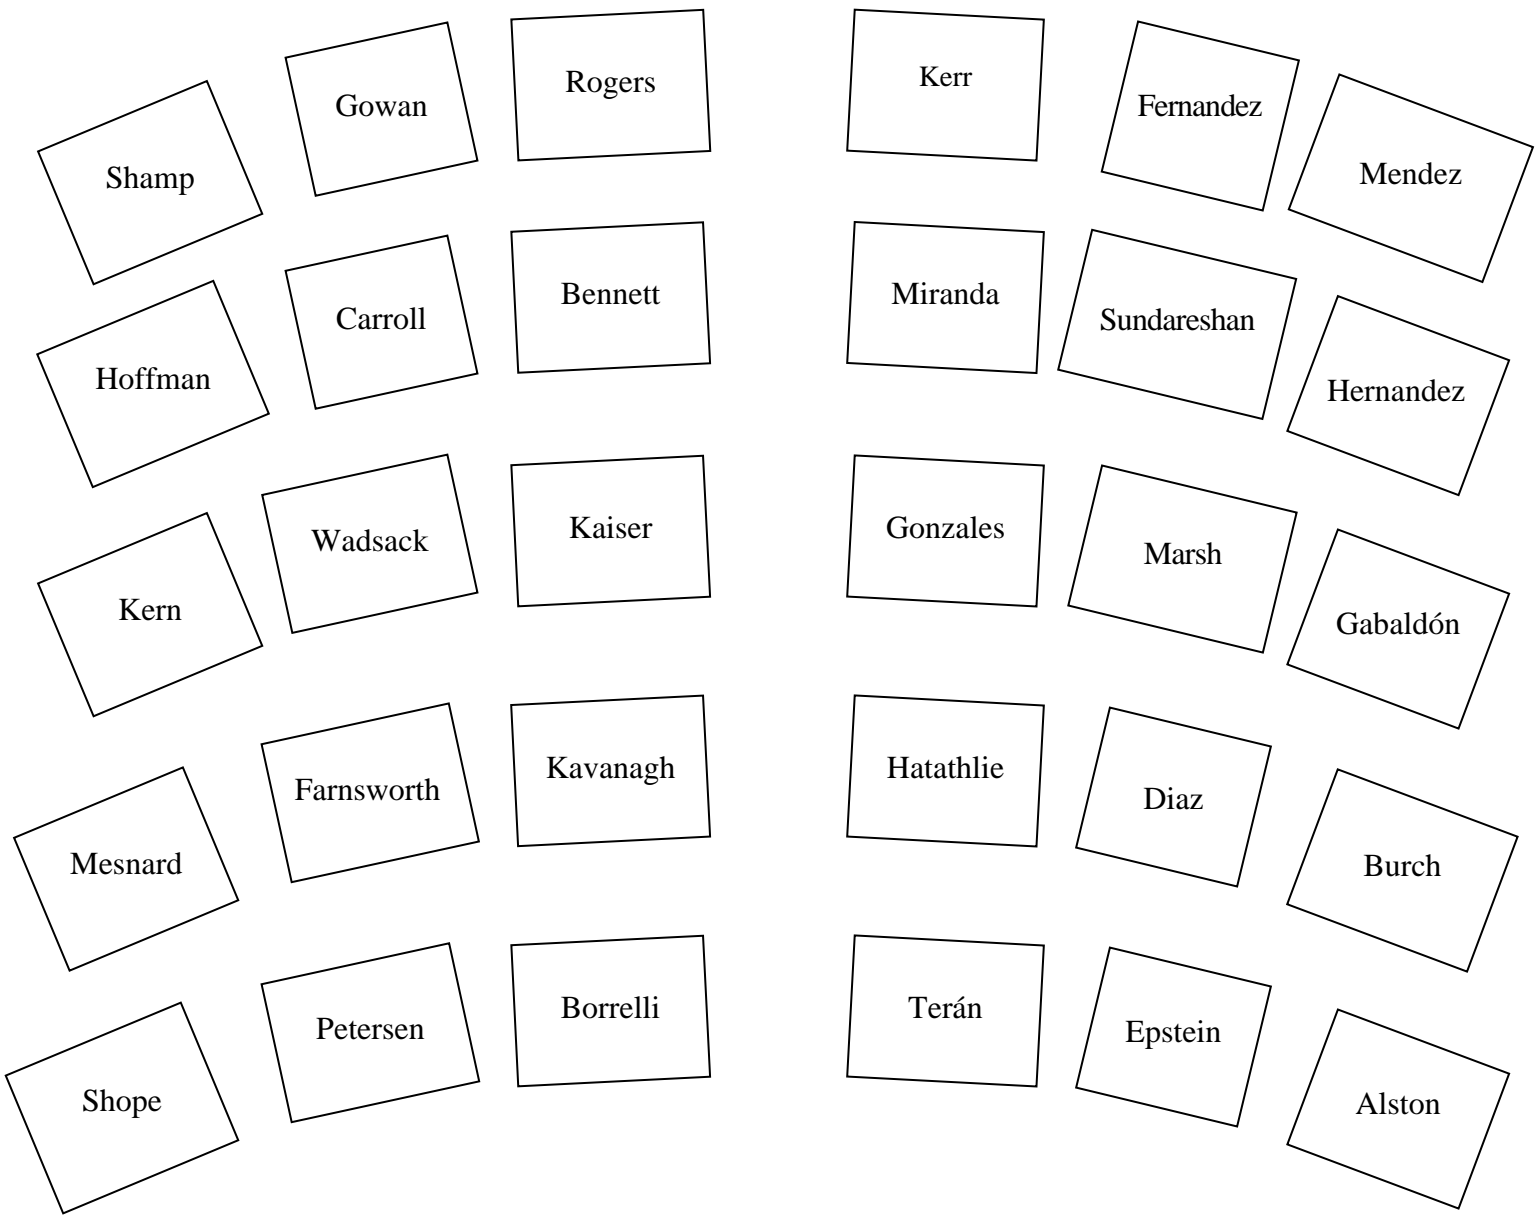 Shamp
Gowan
Rogers
Kerr
Fernandez
Mendez
Hoffman
Carroll
Bennett
Miranda
Sundareshan
Hernandez
Kern
Wadsack
Kaiser
Gonzales
Marsh
Gabaldón
Mesnard
Farnsworth
Kavanagh
Hatathlie
Diaz
Burch
Shope
Petersen
Borrelli
Terán
Epstein
Alston